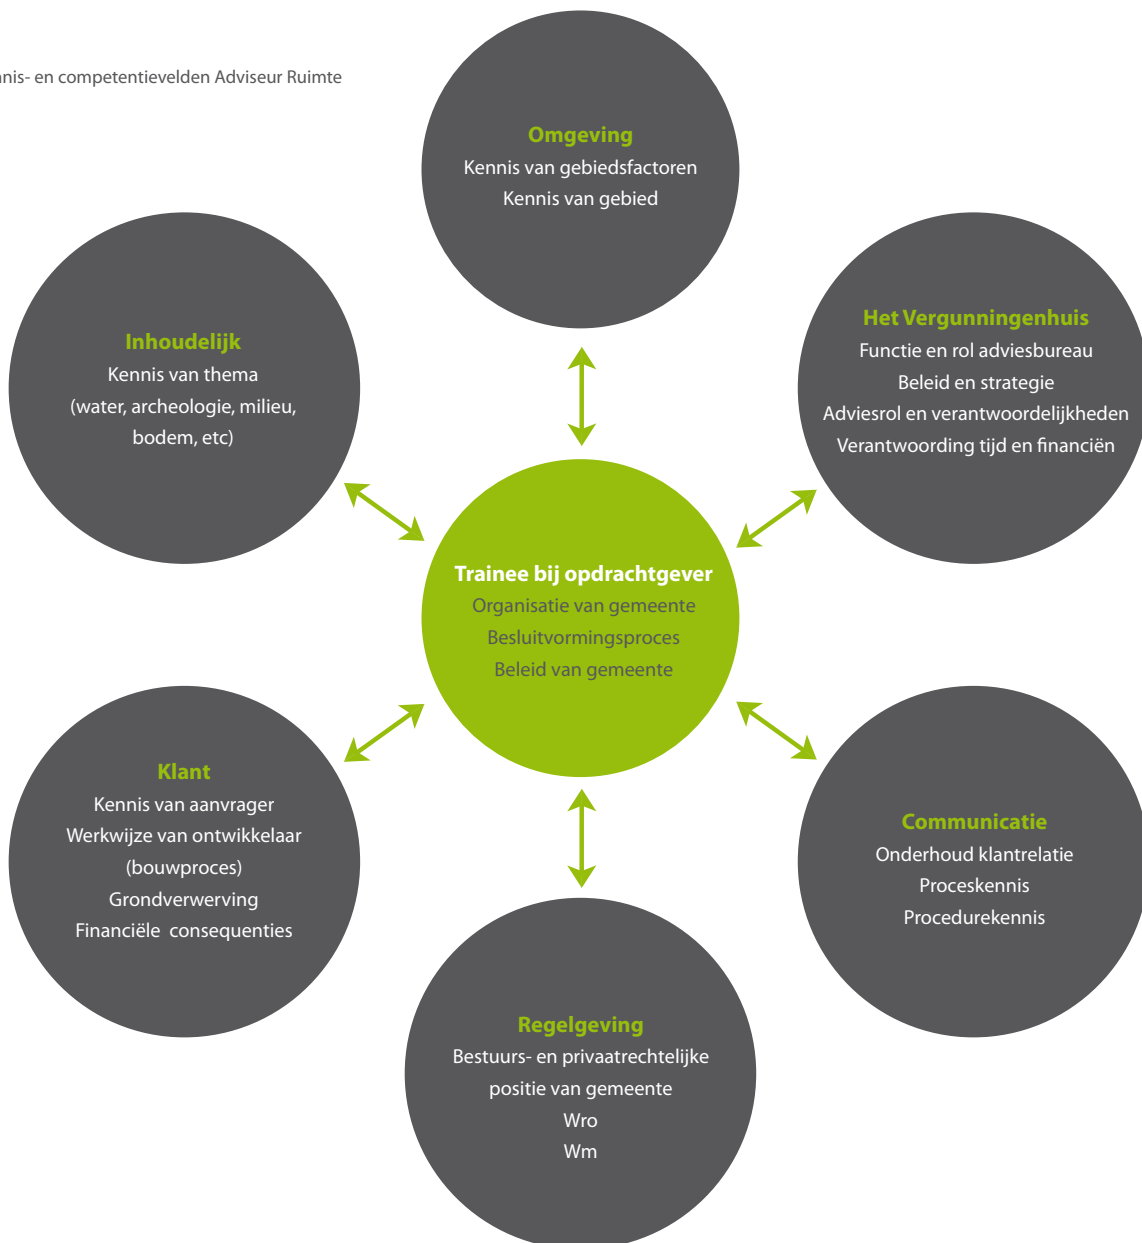 en competentievelden Adviseur Ruimte
Omgeving
Kennis van gebiedsfactoren
Kennis van gebied
Inhoudelijk
Kennis van thema
(water, archeologie, milieu,
bodem, etc)
Het Vergunningenhuis
Functie en rol adviesbureau
Beleid en strategie
Adviesrol en verantwoordelijkheden
Verantwoording tijd en financiën
Trainee bij opdrachtgever
Organisatie van gemeente
Besluitvormingsproces
Beleid van gemeente
Klant
Kennis van aanvrager
Werkwijze van ontwikkelaar
(bouwproces)
Grondverwerving
Financiële consequenties
Communicatie
Onderhoud klantrelatie
Proceskennis
Procedurekennis
Regelgeving
Bestuurs- en privaatrechtelijke
positie van gemeente
Wro
Wm